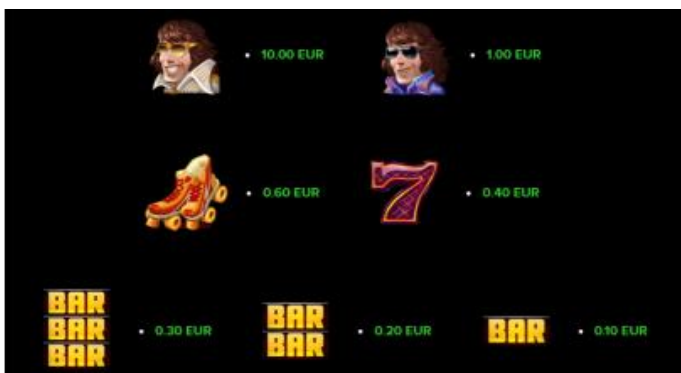 • 10.00 EUR • 1.00 EUR
• 0.60 EUR 7 • 0.40 EUR
BAR
BAR
BAR • 0.30 EUR
BAR
BAR • 0.20 EUR
BAR • 0.10 EUR